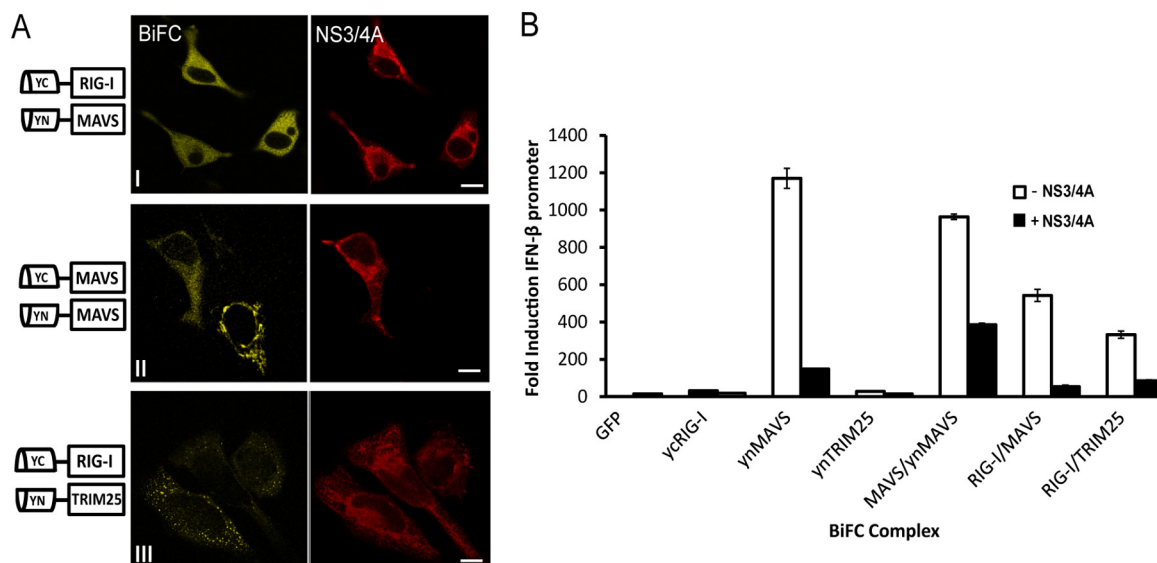 A
BiFC
NS3/4A
YC RIG-I
YN MAVS
I
YC MAVS
YN MAVS
II
YC RIG-I
YN TRIM25
III
B
Fold Induction IFN-β promoter
1400
1200
1000
800
600
400
200
0
- NS3/4A
+ NS3/4A
GFP
ycRIG-I
ynMAVS
ynTRIM25
MAVS/ynMAVS
RIG-I/MAVS
RIG-I/TRIM25
BiFC Complex